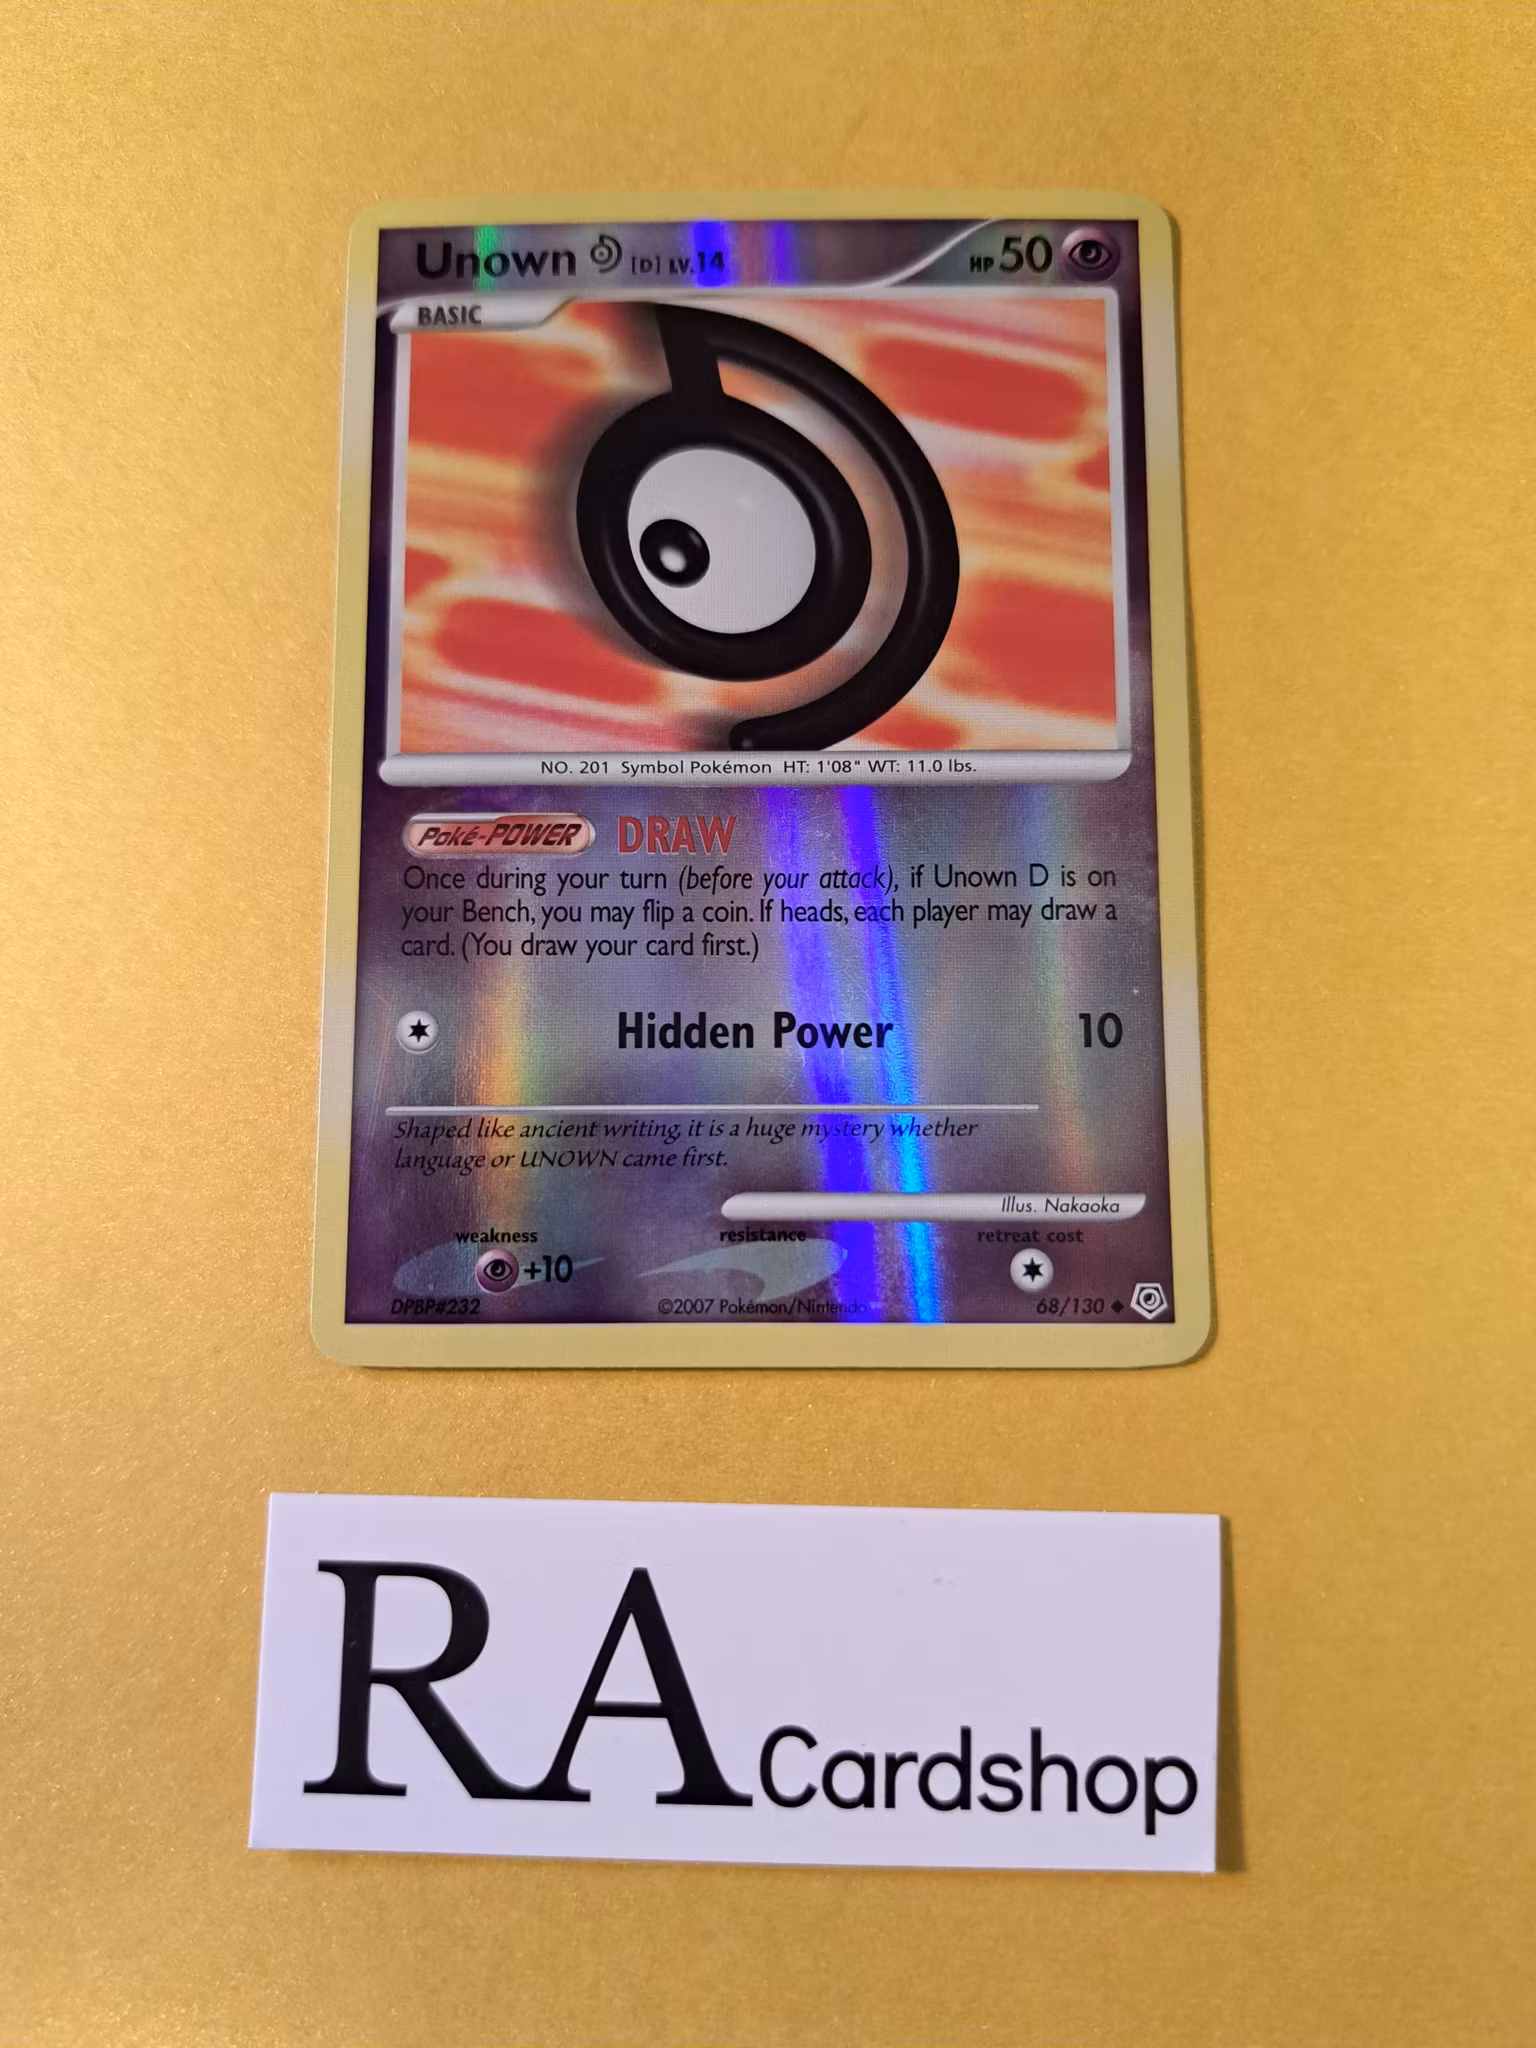 Unown [D] LV.14 HP 50
BASIC
NO. 201 Symbol Pokémon HT: 1'08" WT: 11.0 lbs.
Poké-POWER DRAW
Once during your turn (before your attack), if Unown D is on
your Bench, you may flip a coin. If heads, each player may draw a
card. (You draw your card first.)
Hidden Power 10
Shaped like ancient writing, it is a huge mystery whether
language or UNOWN came first.
Illus. Nakaoka
weakness resistance retreat cost
+10
DPBP#232 ©2007 Pokémon/Nintendo 68/130
RA Cardshop